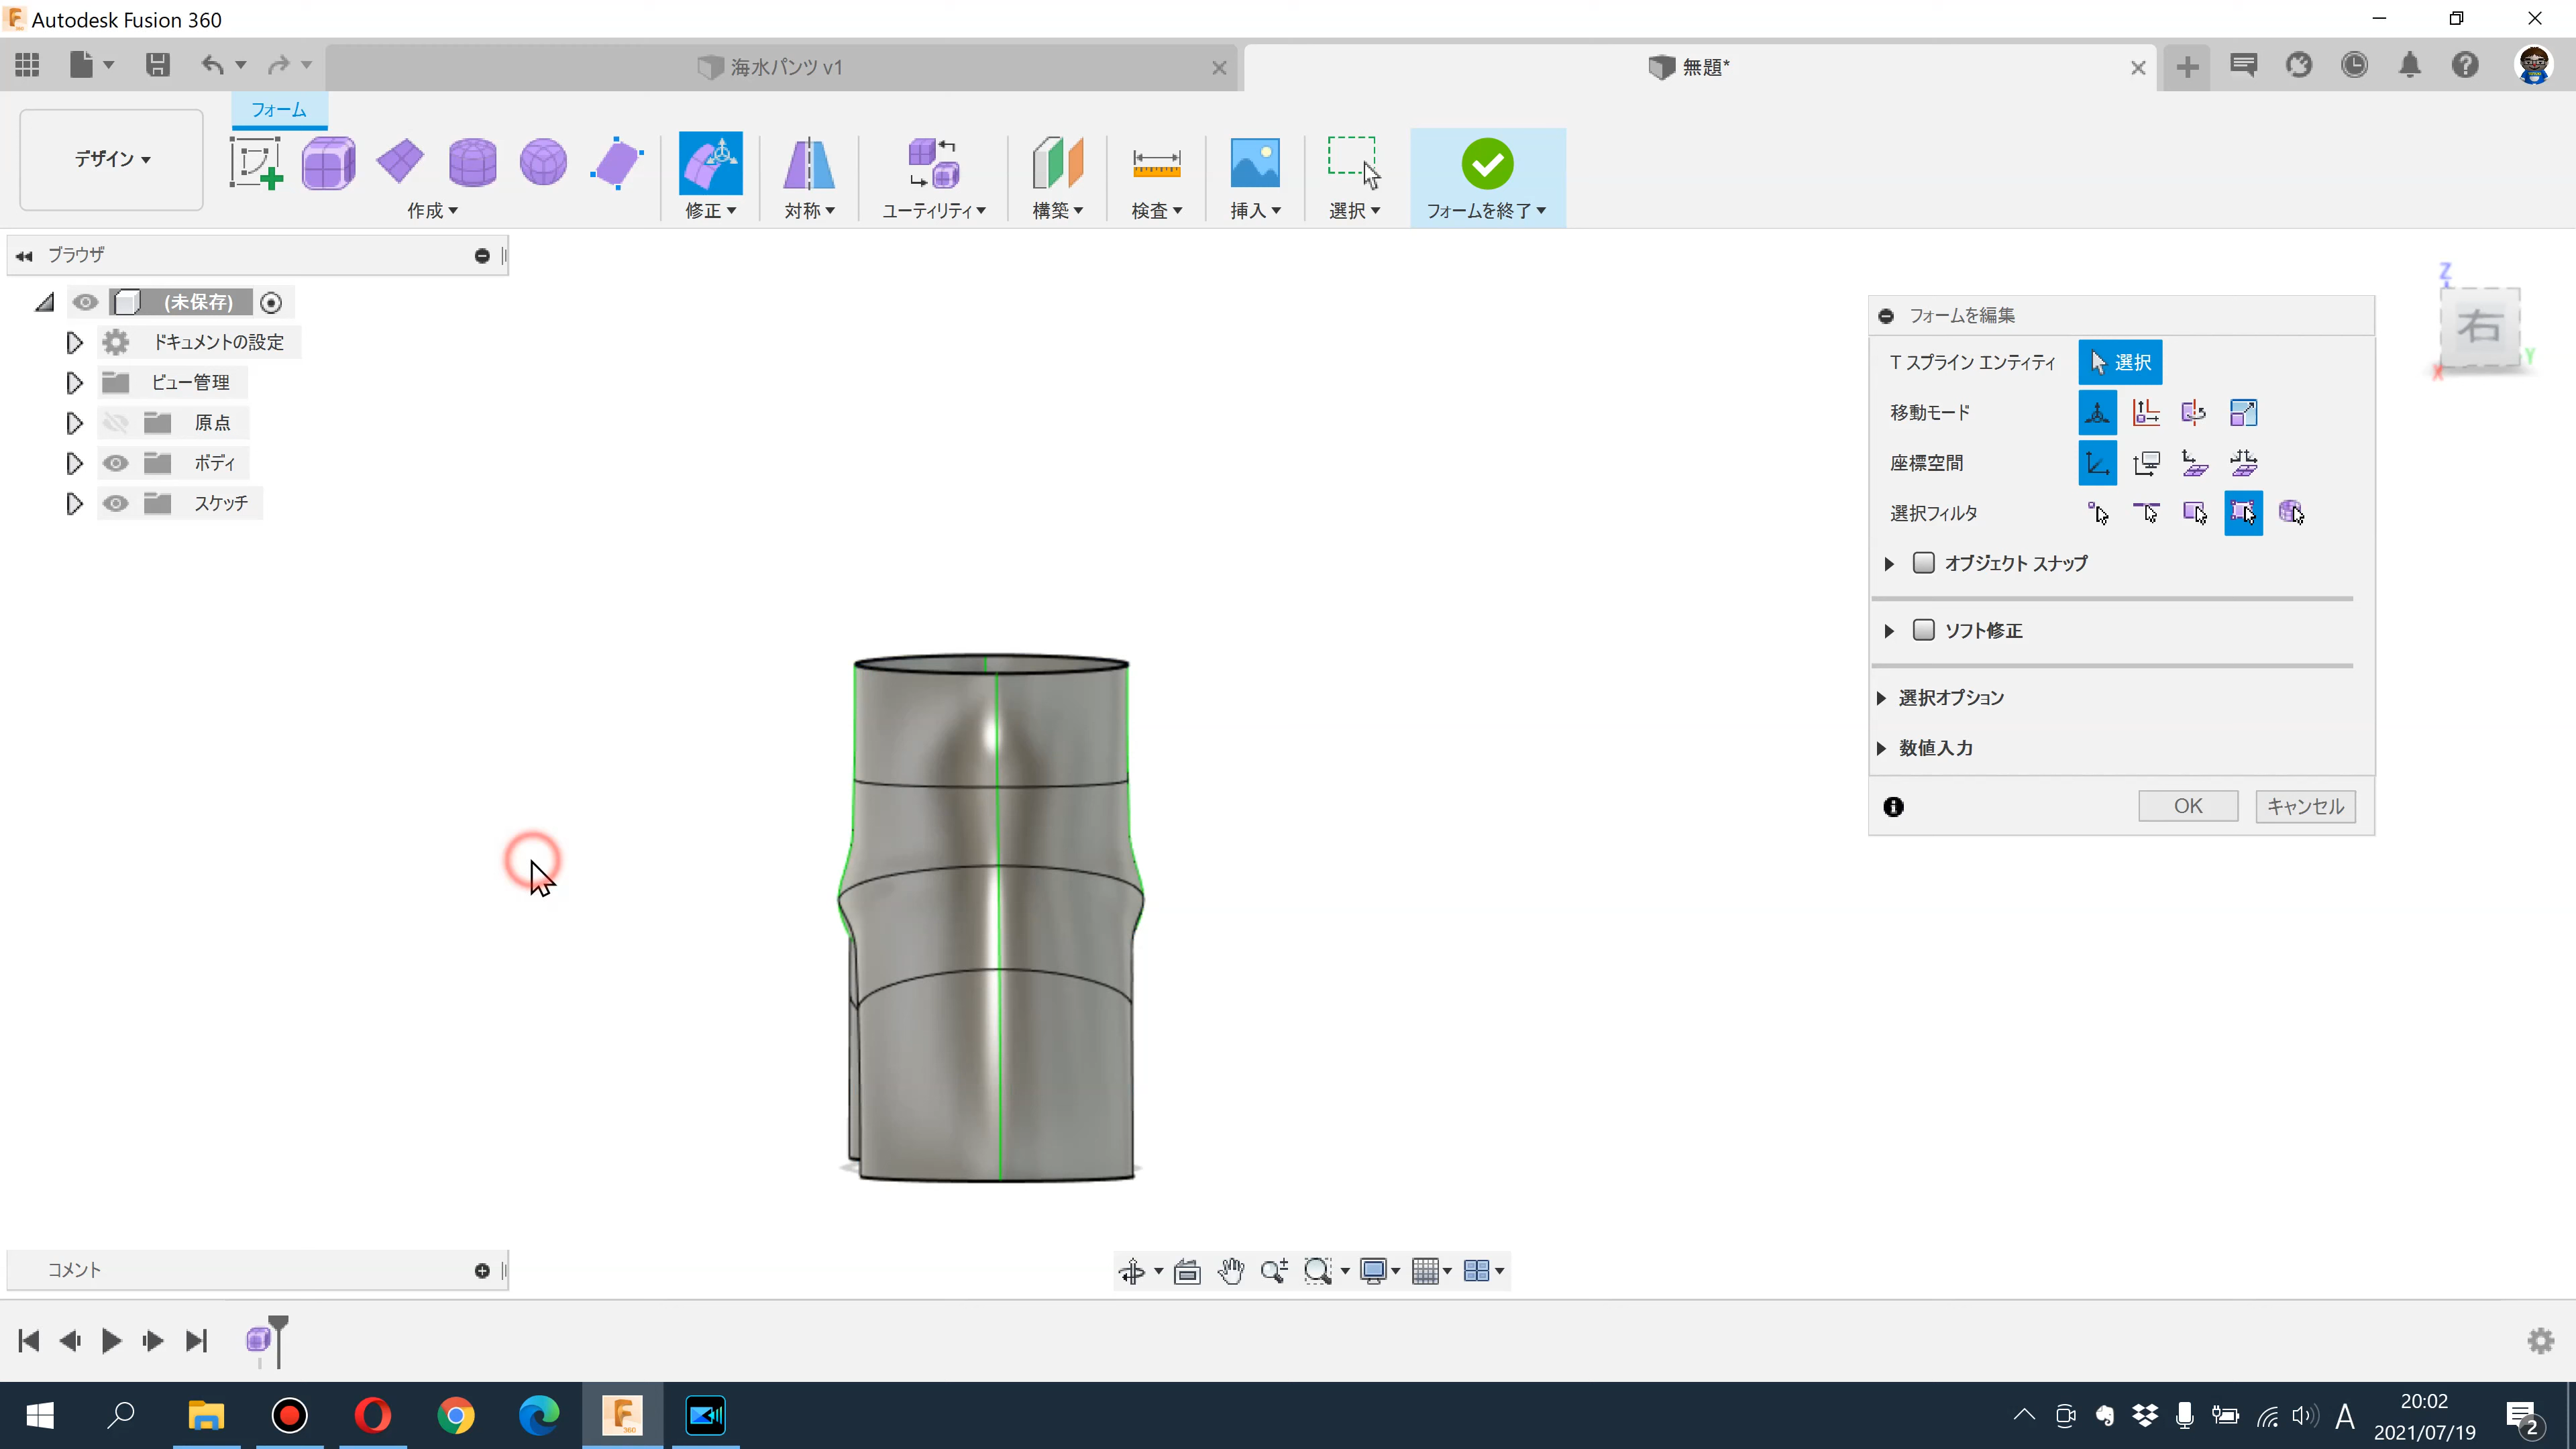 Autodesk Fusion 360
海水パンツ v1
無題*
フォーム
デザイン
作成
修正
対称
ユーティリティ
構築
検査
挿入
選択
フォームを終了
ブラウザ
(未保存)
ドキュメントの設定
ビュー管理
原点
ボディ
スケッチ
Z
右
Y
X
フォームを編集
T スプライン エンティティ
選択
移動モード
座標空間
選択フィルタ
オブジェクト スナップ
ソフト修正
選択オプション
数値入力
OK
キャンセル
コメント
A
20:02
2021/07/19
2